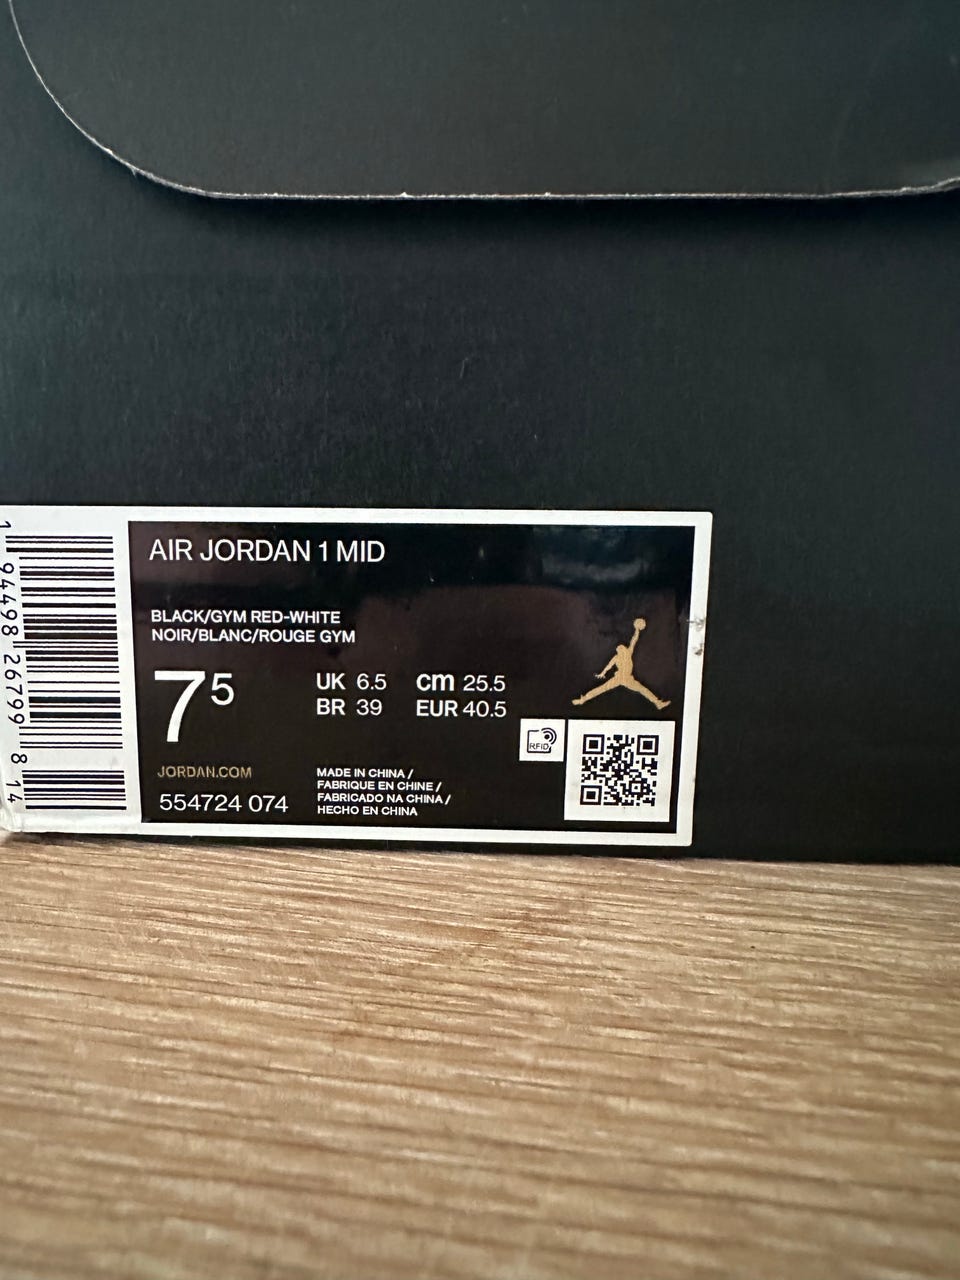 AIR JORDAN 1 MID
BLACK/GYM RED-WHITE
NOIR/BLANC/ROUGE GYM
7 5
UK 6.5 cm 25.5
BR 39 EUR 40.5
RFID
JORDAN.COM
554724 074
MADE IN CHINA /
FABRIQUE EN CHINE /
FABRICADO NA CHINA /
HECHO EN CHINA
1 94498 26799 8 14